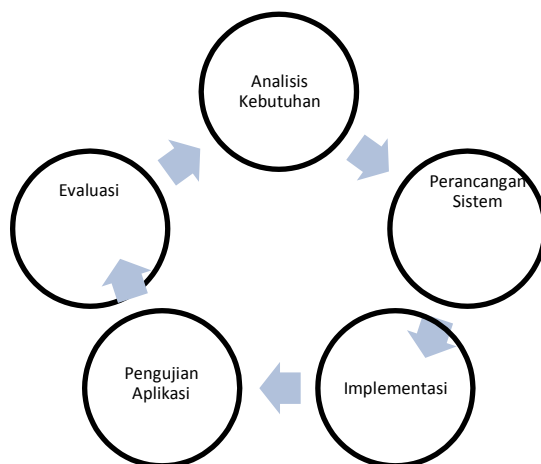 Analisis
Kebutuhan
Perancangan
Sistem
Implementasi
Pengujian
Aplikasi
Evaluasi